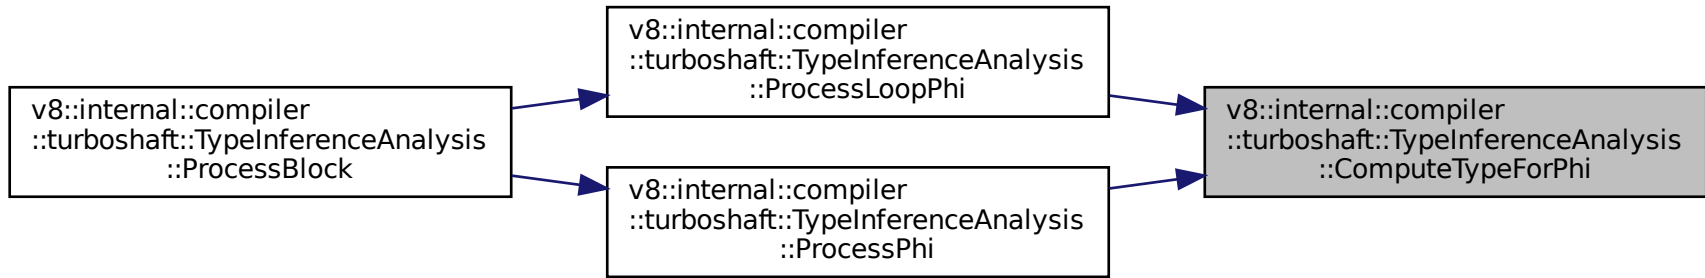 v8::internal::compiler
::turboshaft::TypeInferenceAnalysis
::ProcessBlock
v8::internal::compiler
::turboshaft::TypeInferenceAnalysis
::ProcessLoopPhi
v8::internal::compiler
::turboshaft::TypeInferenceAnalysis
::ProcessPhi
v8::internal::compiler
::turboshaft::TypeInferenceAnalysis
::ComputeTypeForPhi